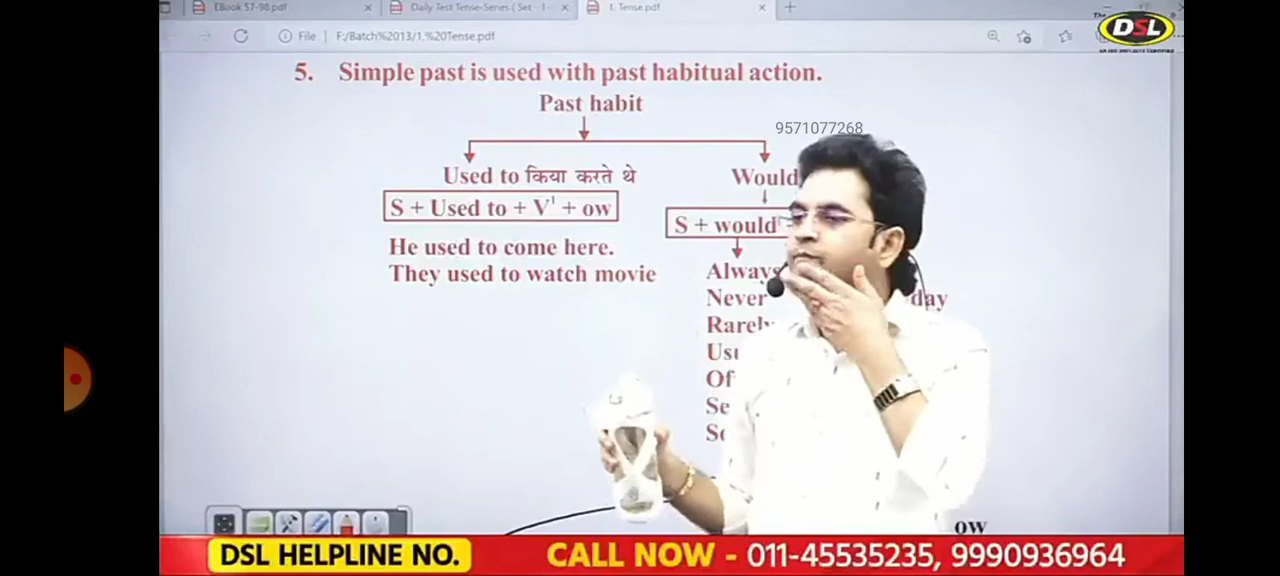 EBook 57-98.pdf
Daily Test Tense-Series ( Set - 1 -
1. Tense.pdf
File
F:/Batch%2013/1.%20Tense.pdf
The
DSL
5. Simple past is used with past habitual action.
Past habit
9571077268
Used to किया करते थे
Would
S + Used to + V¹ + ow
S + would
He used to come here.
They used to watch movie
Always
Never
day
Rarely
ow
DSL HELPLINE NO.
CALL NOW - 011-45535235, 9990936964